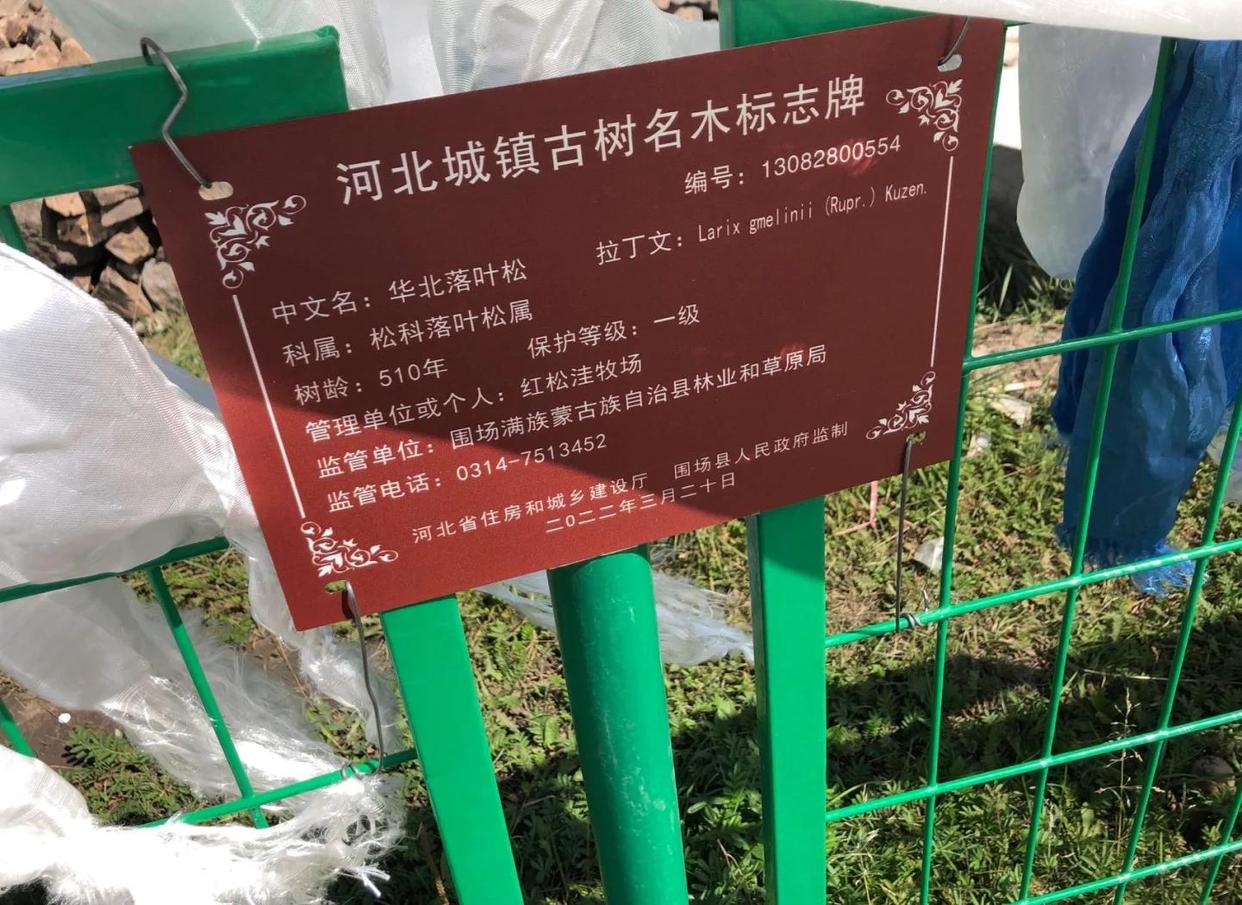 河北城镇古树名木标志牌
编号：13082800554
中文名：华北落叶松 拉丁文：Larix gmelinii (Rupr.) Kuzen.
科属：松科落叶松属
树龄：510年 保护等级：一级
管理单位或个人：红松洼牧场
监管单位：围场满族蒙古族自治县林业和草原局
监管电话：0314-7513452
河北省住房和城乡建设厅 围场县人民政府监制
二〇二二年三月二十日